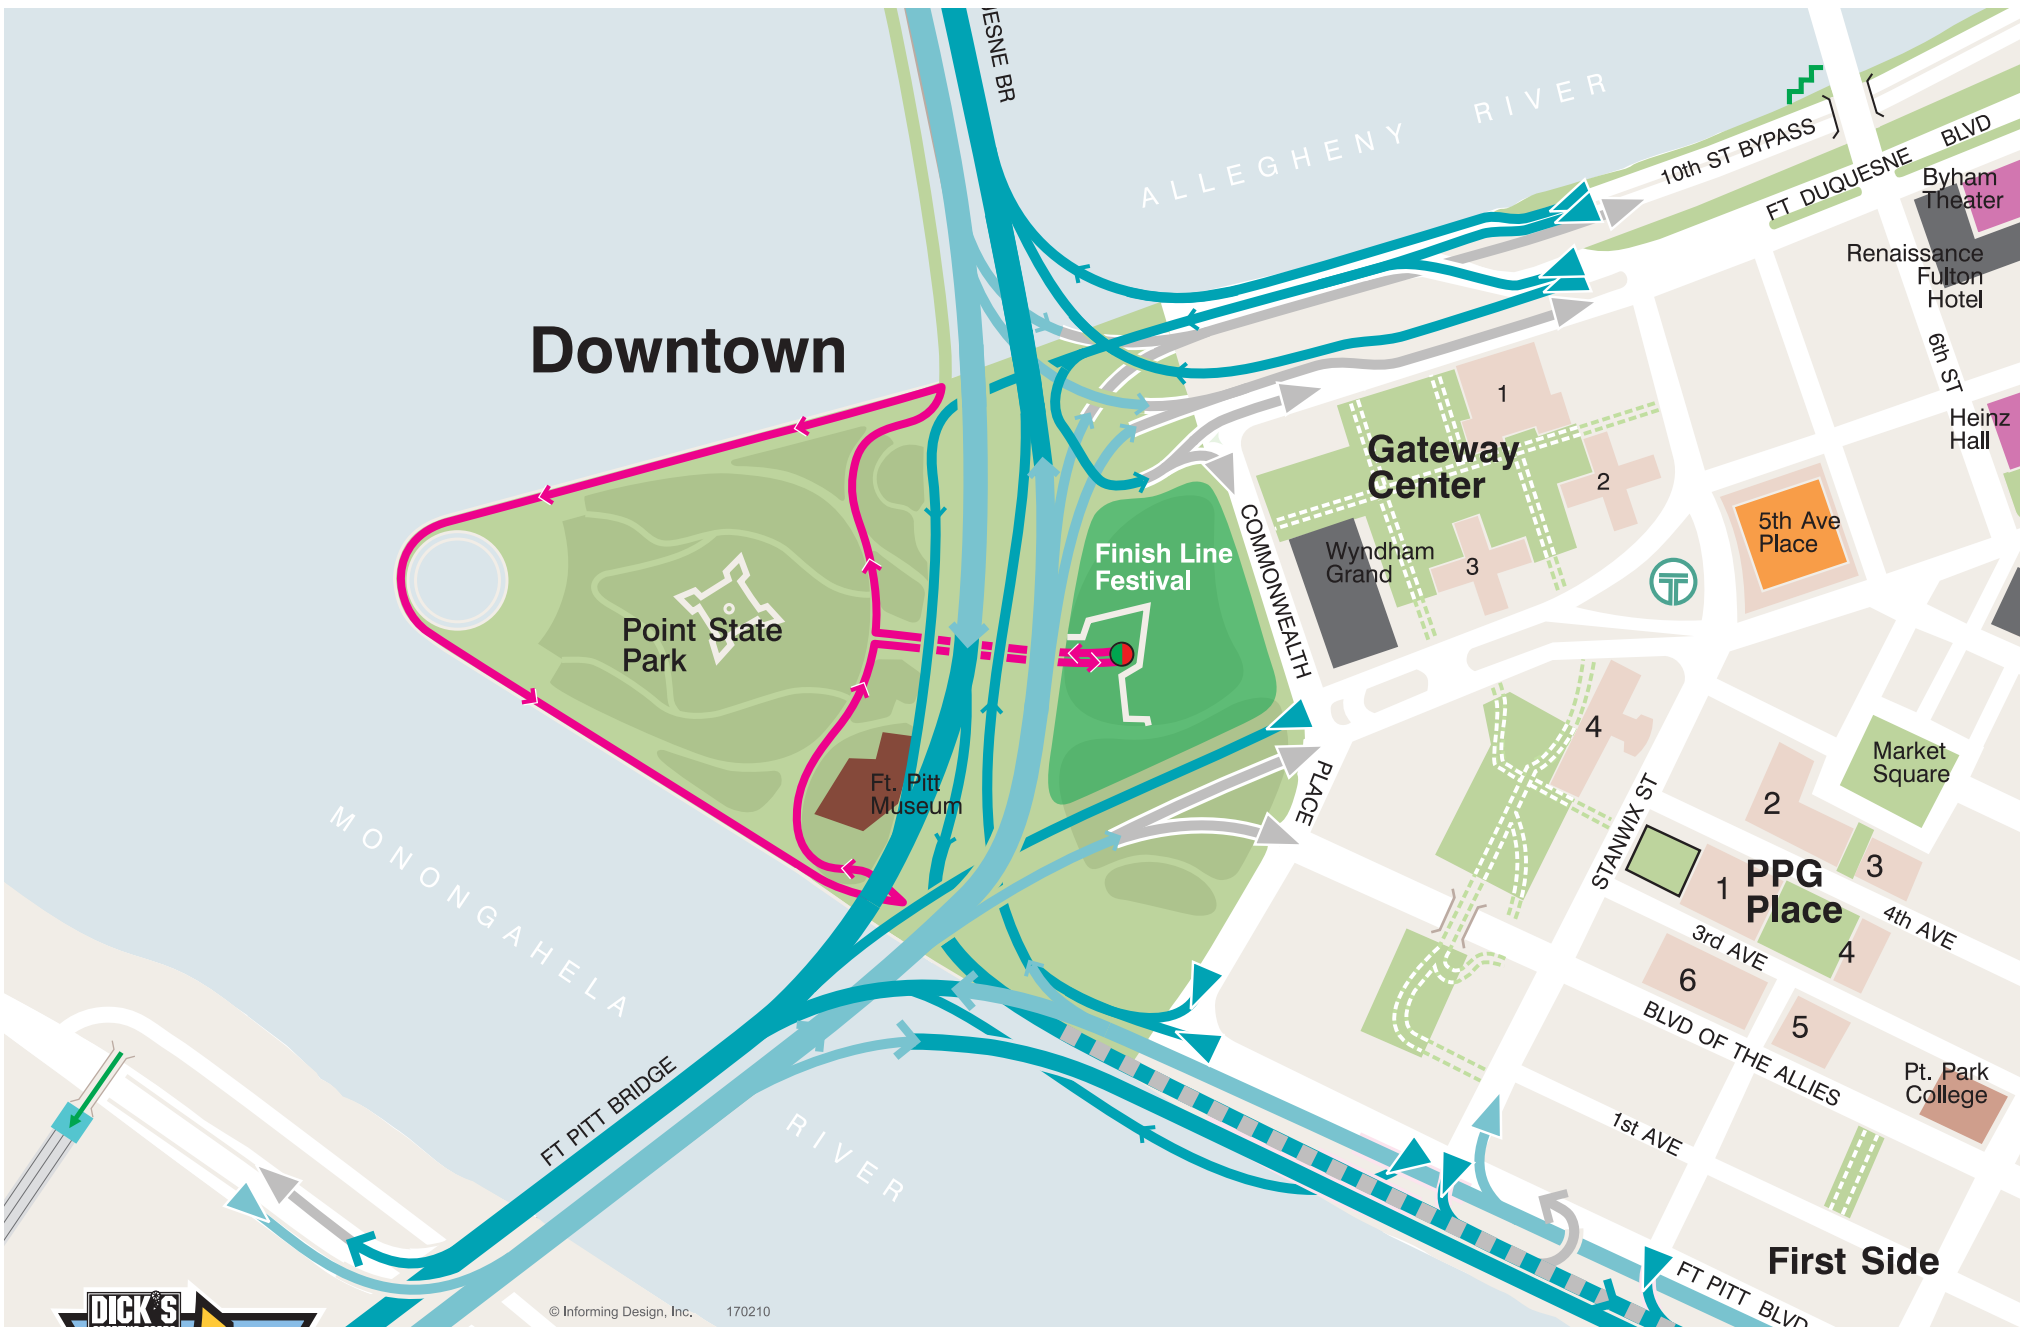 ESNE BR
ALLEGHENY RIVER
10th ST BYPASS
FT DUQUESNE BLVD
Byham
Theater
Renaissance
Fulton
Hotel
6th ST
Heinz
Hall
Downtown
1
Gateway
Center
2
3
Wyndham
Grand
5th Ave
Place
COMMONWEALTH
PLACE
Finish Line
Festival
Point State
Park
Ft. Pitt
Museum
4
Market
Square
STANWIX ST
2
3
PPG
Place
1
4
4th AVE
3rd AVE
6
5
BLVD OF THE ALLIES
Pt. Park
College
1st AVE
MONONGAHELA
RIVER
FT PITT BRIDGE
First Side
FT PITT BLVD
DICK'S
© Informing Design, Inc. 170210